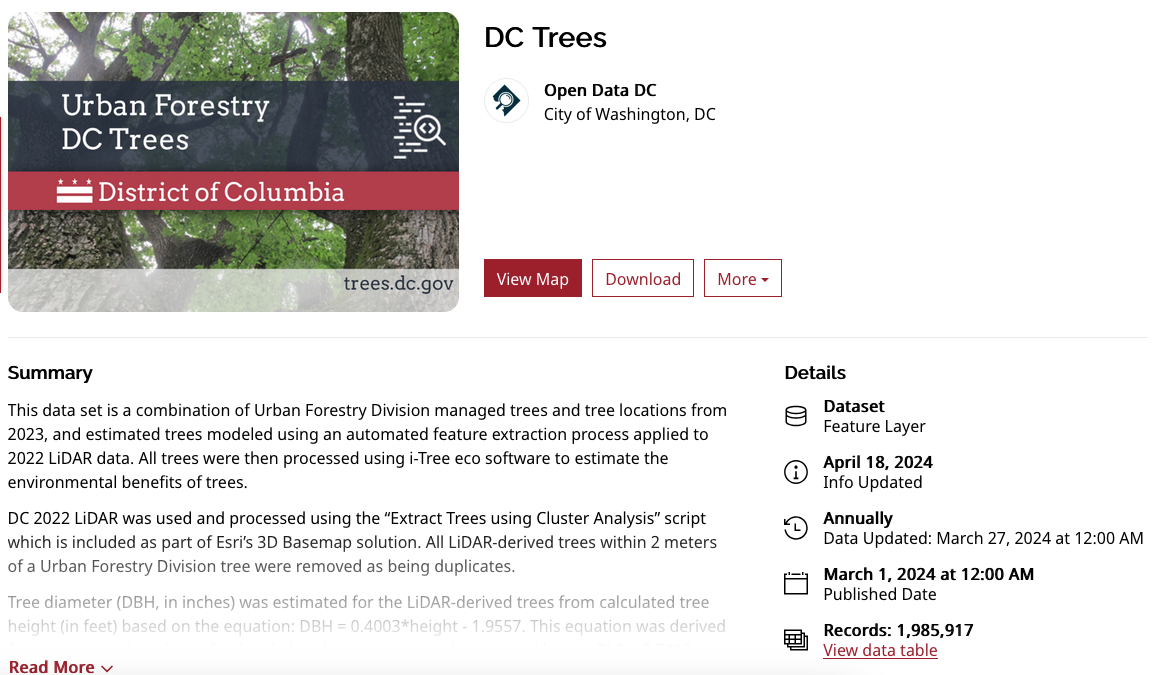 Urban Forestry
DC Trees
District of Columbia
trees.dc.gov
DC Trees
Open Data DC
City of Washington, DC
View Map
Download
More
Summary
This data set is a combination of Urban Forestry Division managed trees and tree locations from
2023, and estimated trees modeled using an automated feature extraction process applied to
2022 LiDAR data. All trees were then processed using i-Tree eco software to estimate the
environmental benefits of trees.
DC 2022 LiDAR was used and processed using the “Extract Trees using Cluster Analysis” script
which is included as part of Esri’s 3D Basemap solution. All LiDAR-derived trees within 2 meters
of a Urban Forestry Division tree were removed as being duplicates.
Tree diameter (DBH, in inches) was estimated for the LiDAR-derived trees from calculated tree
height (in feet) based on the equation: DBH = 0.4003*height - 1.9557. This equation was derived
Read More
Details
Dataset
Feature Layer
April 18, 2024
Info Updated
Annually
Data Updated: March 27, 2024 at 12:00 AM
March 1, 2024 at 12:00 AM
Published Date
Records: 1,985,917
View data table